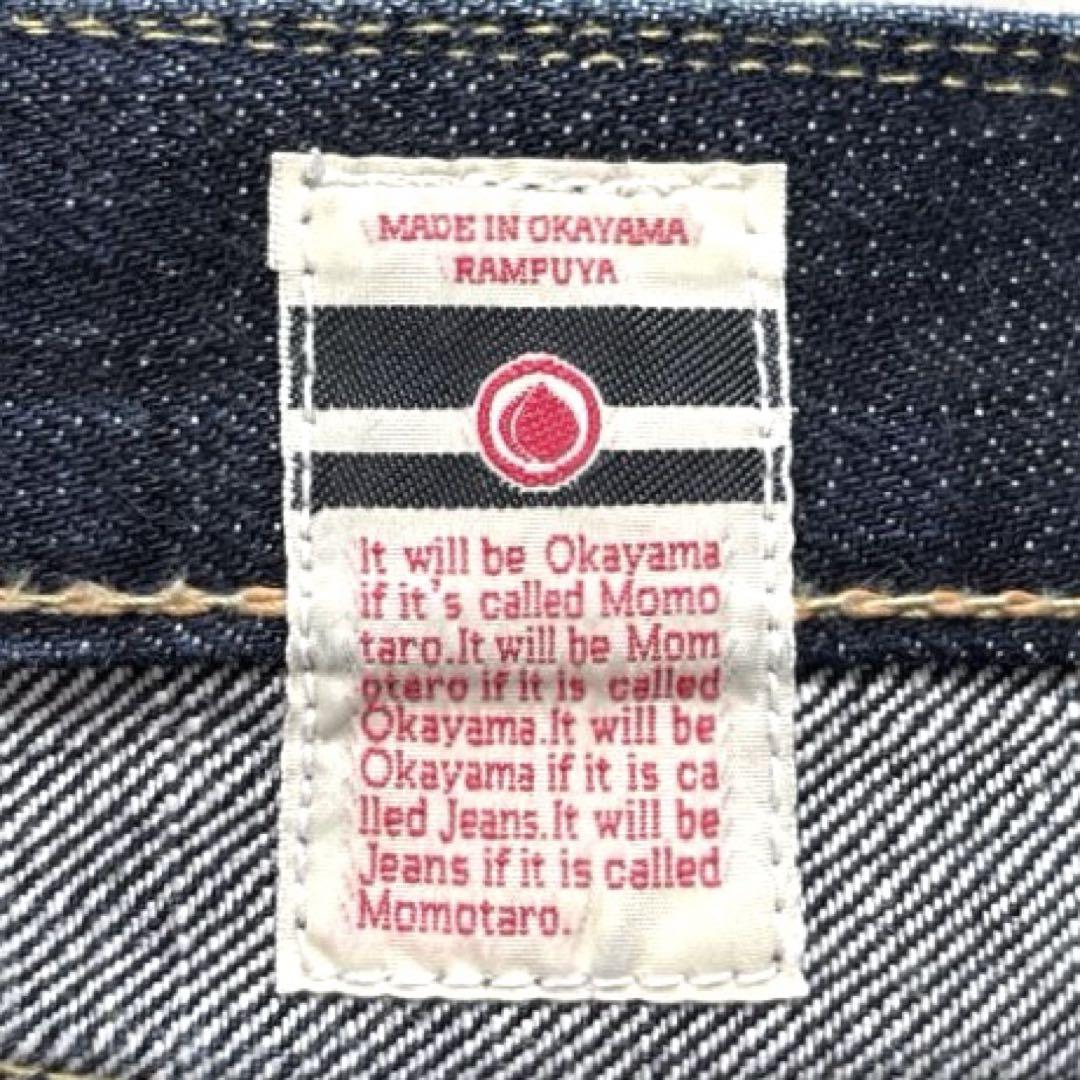 MADE IN OKAYAMA
RAMPUYA
It will be Okayama
if it's called Momo
taro.It will be Mom
otaro if it is called
Okayama.It will be
Okayama if it is ca
lled Jeans.It will be
Jeans if it is called
Momotaro.